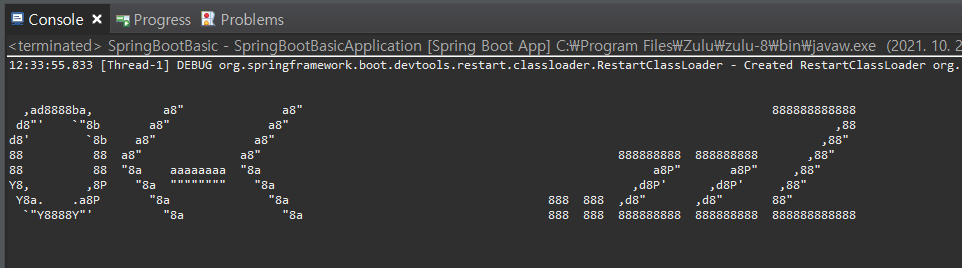 Console Progress Problems
<terminated> SpringBootBasic - SpringBootBasicApplication [Spring Boot App] C:₩Program Files₩Zulu₩zulu-8₩bin₩javaw.exe (2021. 10. 2
12:33:55.833 [Thread-1] DEBUG org.springframework.boot.devtools.restart.classloader.RestartClassLoader - Created RestartClassLoader org.
  ,ad8888ba,          a8"              a8"                                                                   888888888888
 d8"'    `"8b       a8"              a8"                                                                              ,88
d8'        `8b    a8"              a8"                                                                              ,88"
88          88  a8"              a8"                                                   888888888  888888888       ,88"
88          88  "8a    aaaaaaaa  "8a                                                        a8P"       a8P"     ,88"
Y8,        ,8P    "8a  """"""""    "8a                                                   ,d8P'      ,d8P'     ,88"
 Y8a.    .a8P       "8a              "8a                                     888  888  ,d8"       ,d8"       88"
  `"Y8888Y"'          "8a              "8a                                   888  888  888888888  888888888  888888888888